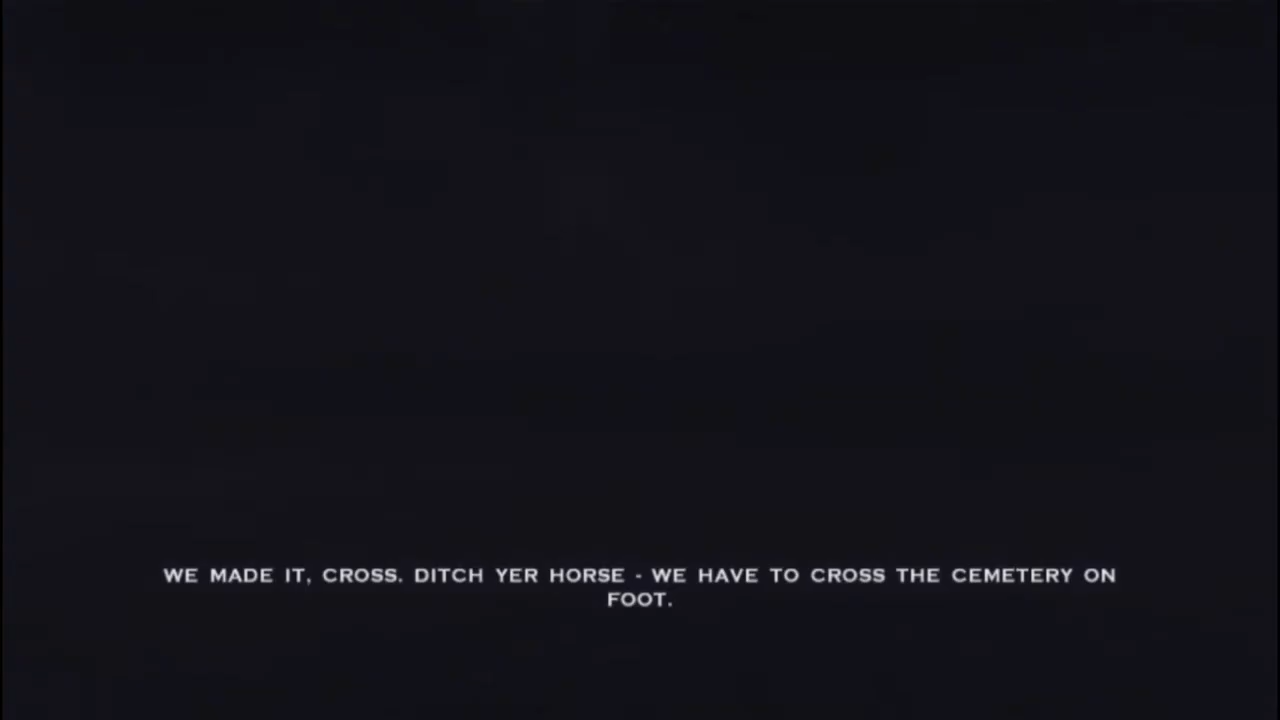 WE MADE IT, CROSS. DITCH YER HORSE - WE HAVE TO CROSS THE CEMETERY ON
FOOT.